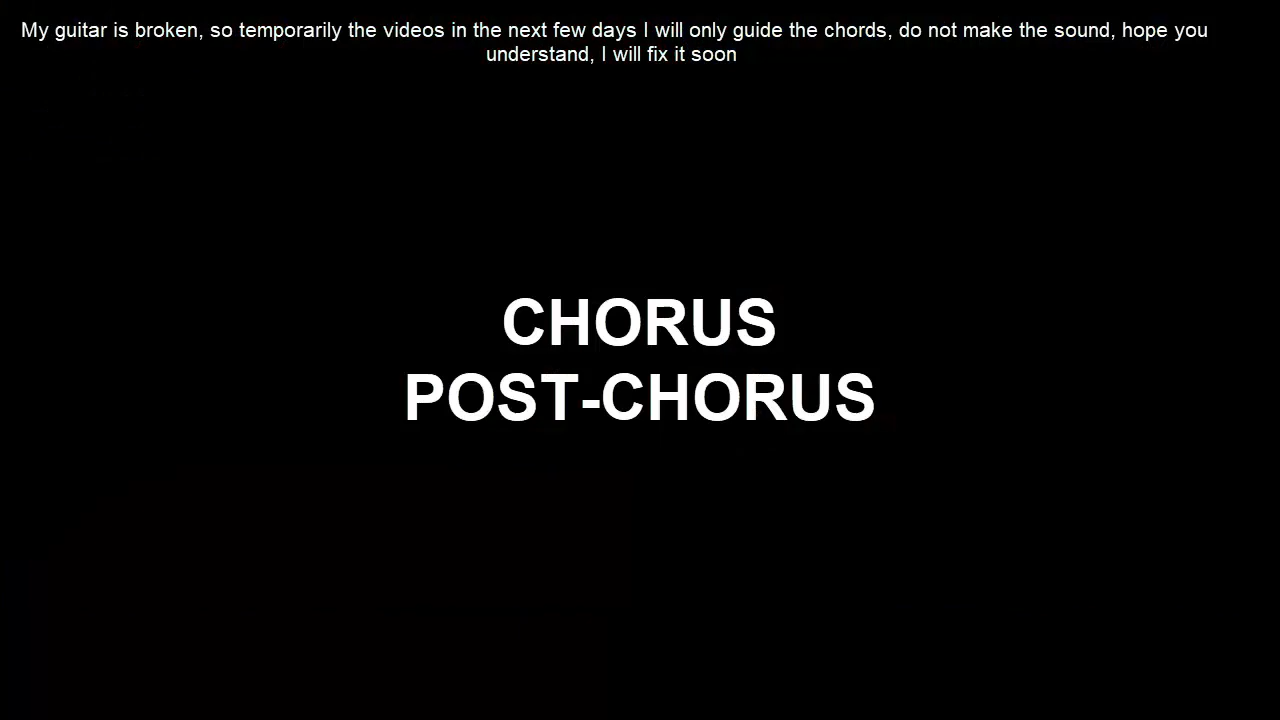 My guitar is broken, so temporarily the videos in the next few days I will only guide the chords, do not make the sound, hope you
understand, I will fix it soon
CHORUS
POST-CHORUS